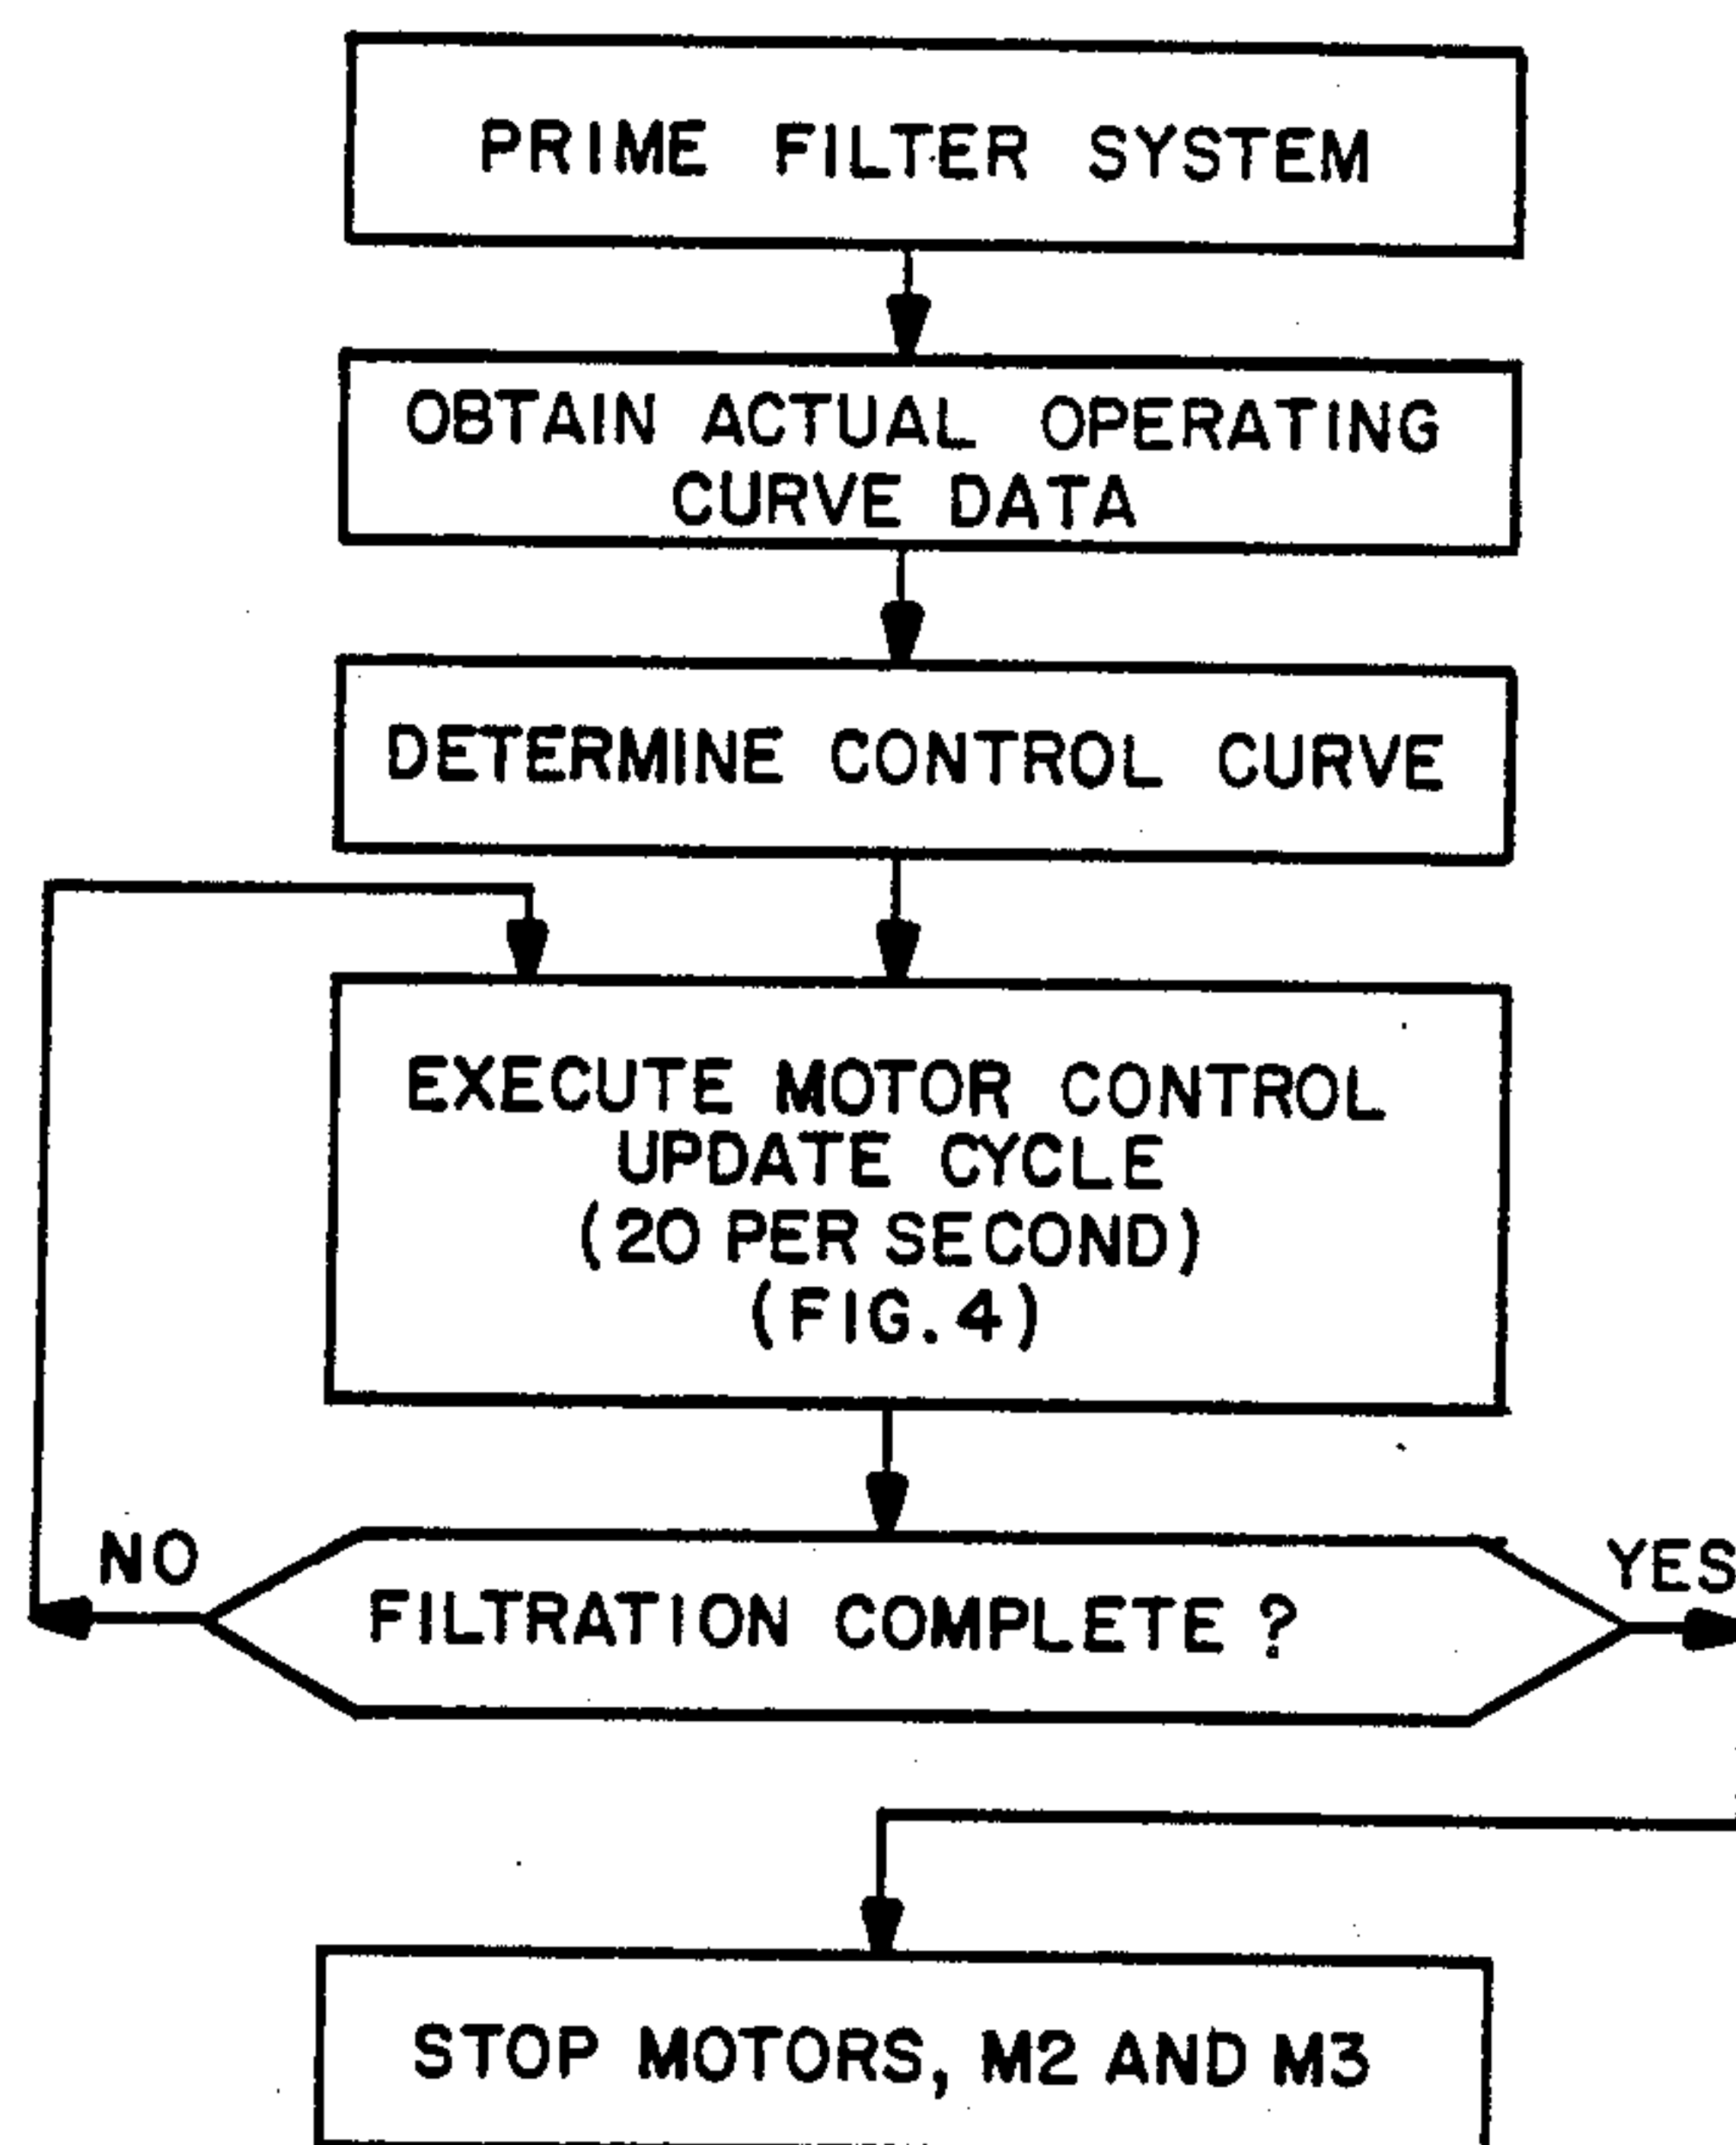 PRIME FILTER SYSTEM
OBTAIN ACTUAL OPERATING
CURVE DATA
DETERMINE CONTROL CURVE
EXECUTE MOTOR CONTROL
UPDATE CYCLE
(20 PER SECOND)
(FIG. 4)
NO
FILTRATION COMPLETE ?
YES
STOP MOTORS, M2 AND M3